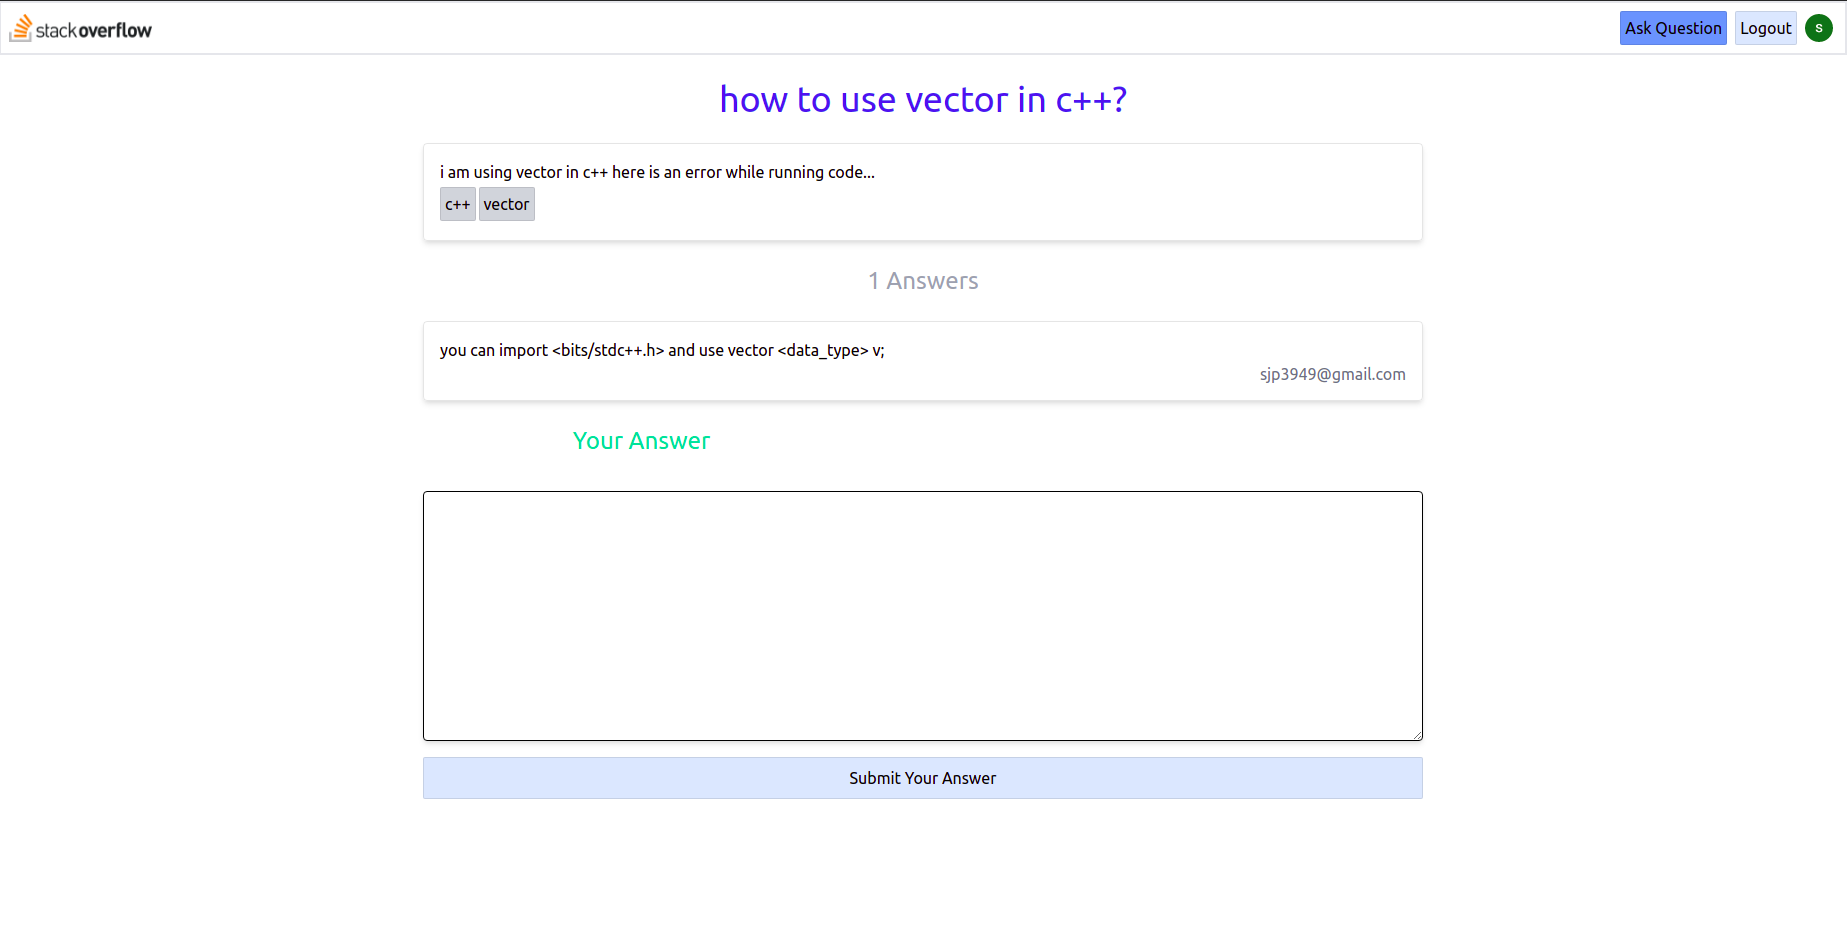 stackoverflow
Ask Question
Logout
S
how to use vector in c++?
i am using vector in c++ here is an error while running code...
c++ vector
1 Answers
you can import <bits/stdc++.h> and use vector <data_type> v;
sjp3949@gmail.com
Your Answer
Submit Your Answer